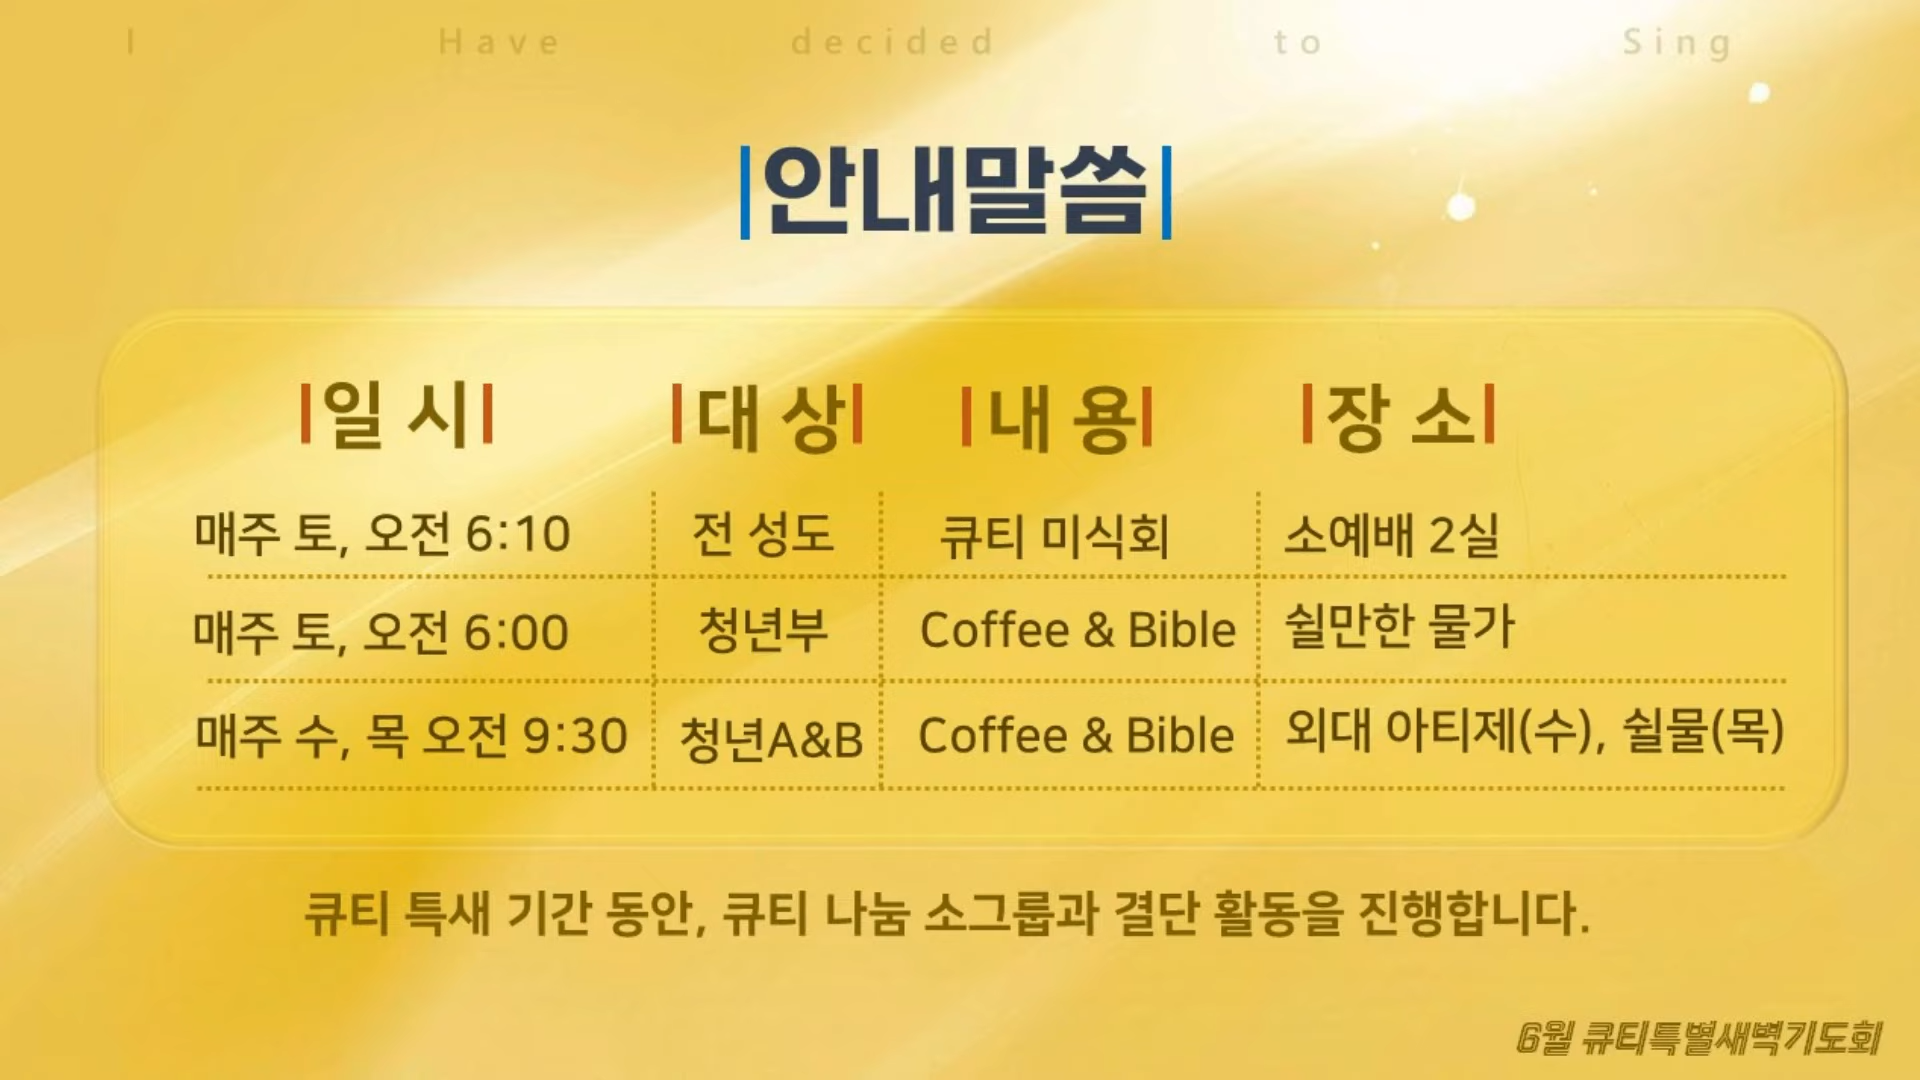 I Have decided to Sing
|안내말씀|
|일 시| |대 상| |내 용| |장 소|
매주 토, 오전 6:10 전 성도 큐티 미식회 소예배 2실
매주 토, 오전 6:00 청년부 Coffee & Bible 쉴만한 물가
매주 수, 목 오전 9:30 청년A&B Coffee & Bible 외대 아티제(수), 쉴물(목)
큐티 특새 기간 동안, 큐티 나눔 소그룹과 결단 활동을 진행합니다.
6월 큐티특별새벽기도회